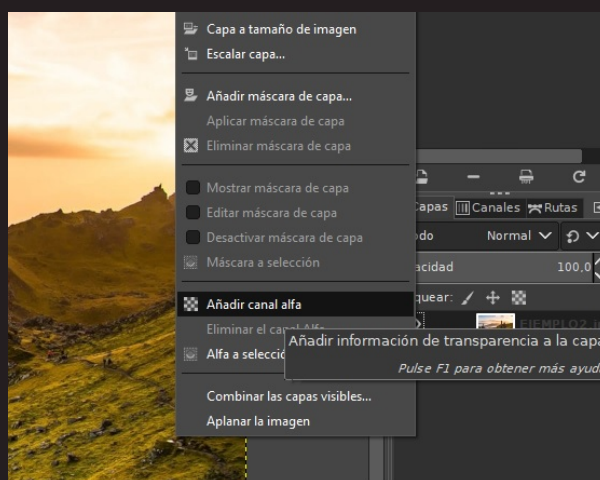 Capa a tamaño de imagen
Escalar capa...
Añadir máscara de capa...
Aplicar máscara de capa
Eliminar máscara de capa
Mostrar máscara de capa
Editar máscara de capa
Desactivar máscara de capa
Máscara a selección
Añadir canal alfa
Eliminar el canal Alfa
Alfa a selecció
Combinar las capas visibles...
Aplanar la imagen
apas Canales Rutas
do Normal
acidad 100,0
quear:
EJEMPLO2.j
Añadir información de transparencia a la capa
Pulse F1 para obtener más ayud